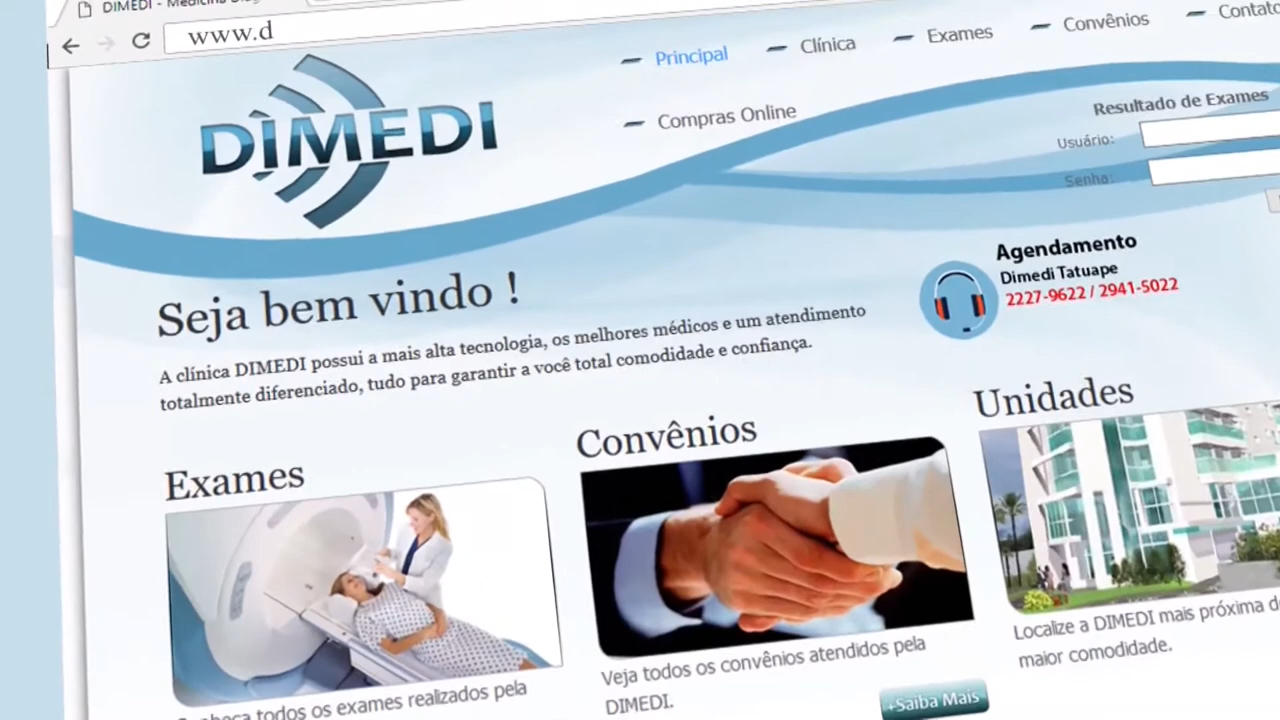 DIMEDI - Medicina Diag
www.d
DIMEDI
Principal
Clínica
Exames
Convênios
Contato
Compras Online
Resultado de Exames
Usuário:
Senha:
Agendamento
Dimedi Tatuape
2227-9622 / 2941-5022
Seja bem vindo !
A clínica DIMEDI possui a mais alta tecnologia, os melhores médicos e um atendimento
totalmente diferenciado, tudo para garantir a você total comodidade e confiança.
Exames
Convênios
Unidades
todos os exames realizados pela
Veja todos os convênios atendidos pela
DIMEDI.
+Saiba Mais
Localize a DIMEDI mais próxima
maior comodidade.